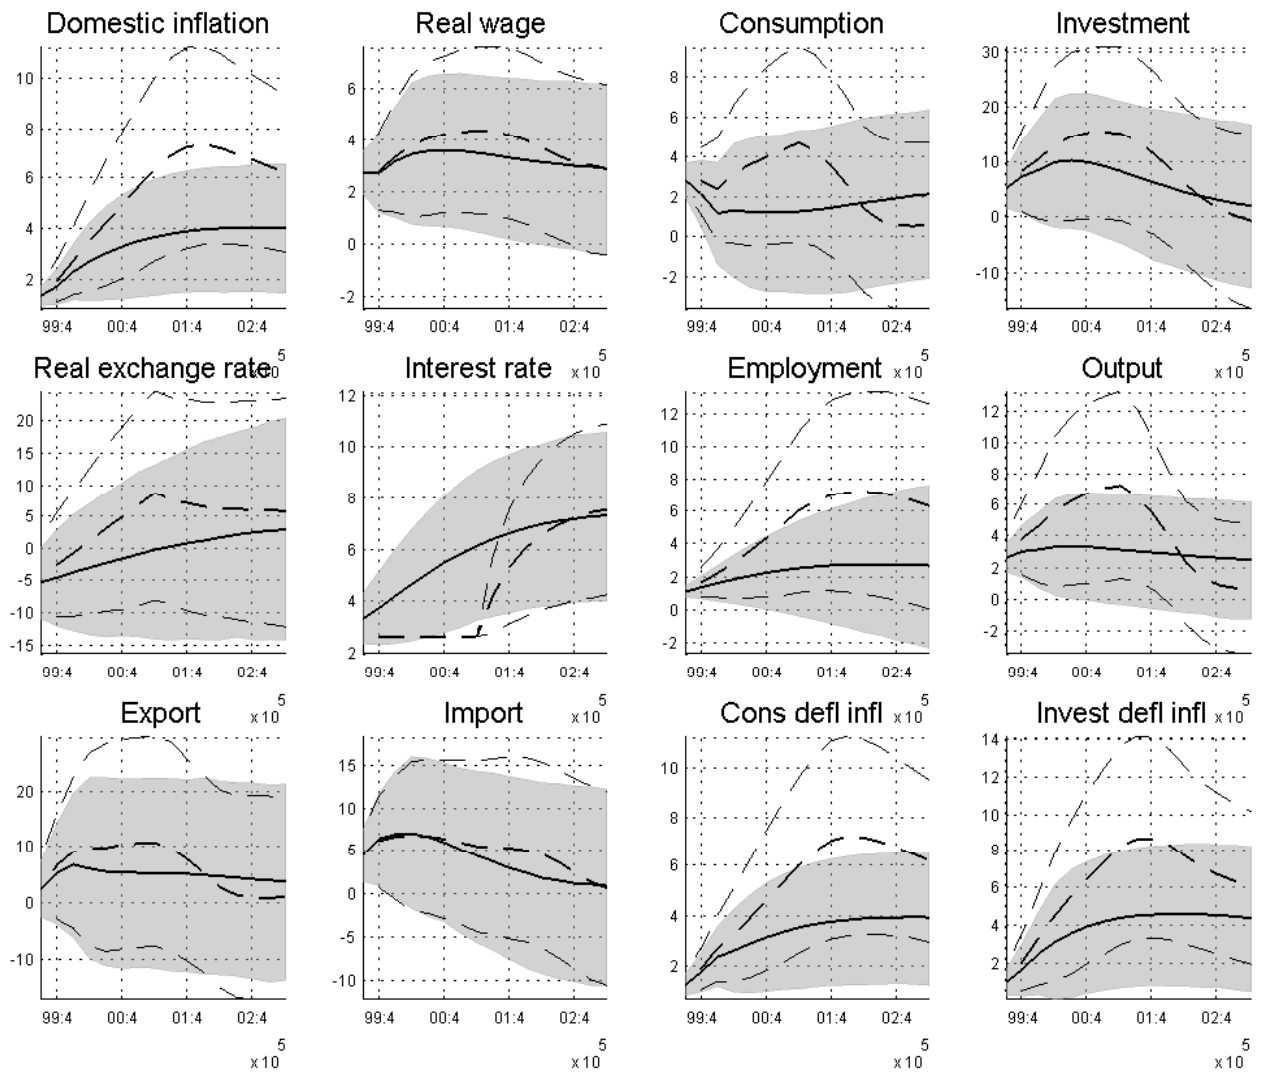 Domestic inflation
10
8
6
4
2
99:4 00:4 01:4 02:4
x 10 5
Real wage
6
4
2
0
-2
99:4 00:4 01:4 02:4
x 10 5
Consumption
8
6
4
2
0
-2
99:4 00:4 01:4 02:4
x 10 5
Investment
30
20
10
0
-10
99:4 00:4 01:4 02:4
x 10 5
Real exchange rate
20
15
10
5
0
-5
-10
-15
99:4 00:4 01:4 02:4
x 10 5
Interest rate
12
10
8
6
4
2
99:4 00:4 01:4 02:4
x 10 5
Employment
12
10
8
6
4
2
0
-2
99:4 00:4 01:4 02:4
x 10 5
Output
12
10
8
6
4
2
0
-2
99:4 00:4 01:4 02:4
x 10 5
Export
20
10
0
-10
99:4 00:4 01:4 02:4
x 10 5
Import
15
10
5
0
-5
-10
99:4 00:4 01:4 02:4
x 10 5
Cons defl infl
10
8
6
4
2
99:4 00:4 01:4 02:4
x 10 5
Invest defl infl
14
12
10
8
6
4
2
99:4 00:4 01:4 02:4
x 10 5